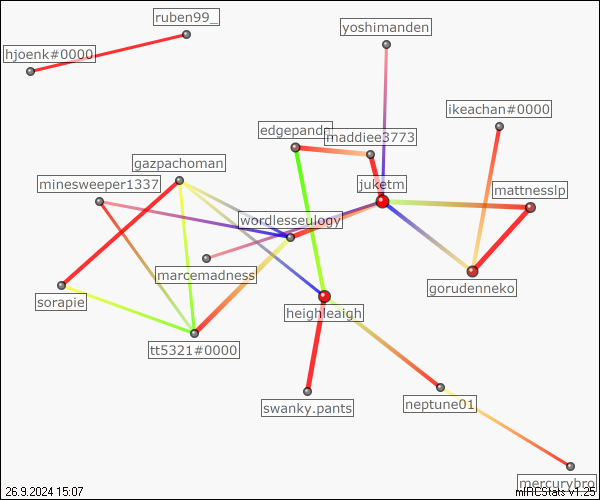 ruben99_
hjoenk#0000
yoshimanden
ikeachan#0000
edgepanda
maddiee3773
gazpachoman
minesweeper1337
juketm
mattnesslp
wordlesseulogy
marcemadness
gorudenneko
sorapie
heighleaigh
tt5321#0000
swanky.pants
neptune01
mercurybro
26.9.2024 15:07
mIRCStats v1.25